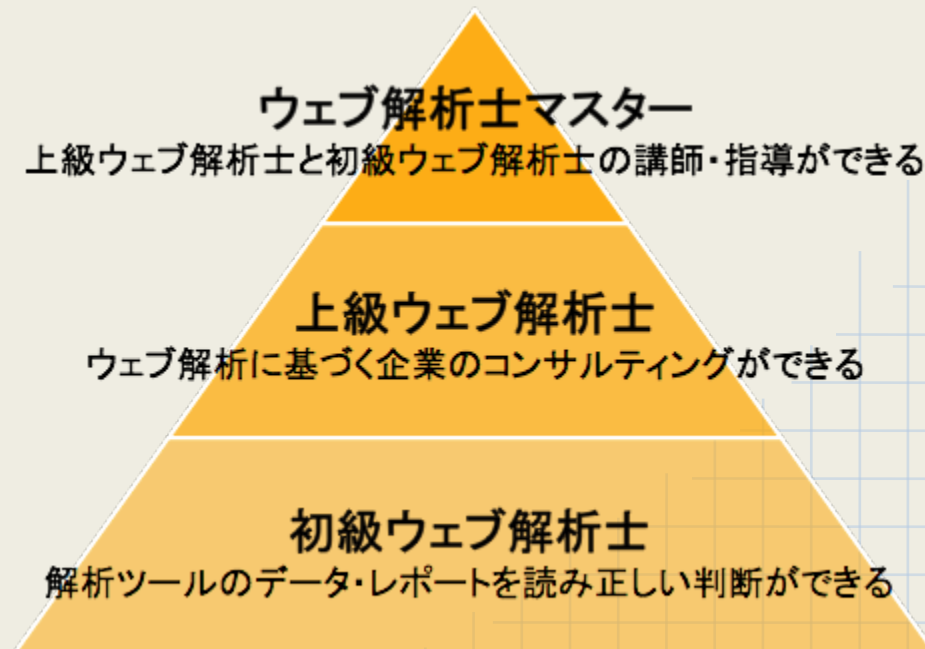 ウェブ解析士マスター
上級ウェブ解析士と初級ウェブ解析士の講師・指導ができる
上級ウェブ解析士
ウェブ解析に基づく企業のコンサルティングができる
初級ウェブ解析士
解析ツールのデータ・レポートを読み正しい判断ができる